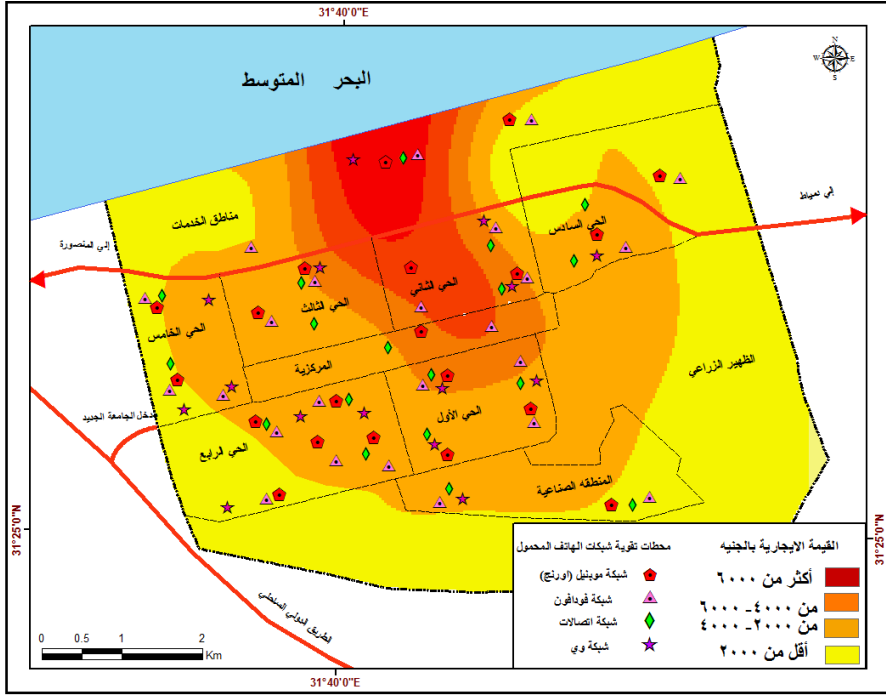 31°40'0"E
البحر المتوسط
N
W E
S
إلي دمياط
مناطق الخدمات
الحي السادس
إلي المنصورة
الحي الثاني
الحي الثالث
الحي الخامس
المركزية
الظهير الزراعي
مدخل الجامعة الجديد
الحي الأول
الحي الرابع
المنطقه الصناعية
31°25'0"N
31°25'0"N
القيمة الايجارية بالجنيه
أكثر من ٦٠٠٠
من ٤٠٠٠- ٦٠٠٠
من ٢٠٠٠- ٤٠٠٠
أقل من ٢٠٠٠
محطات تقوية شبكات الهاتف المحمول
شبكة موبنيل (اورنج)
شبكة فودافون
شبكة اتصالات
شبكة وي
الطريق الدولي الساحلي
0 0.5 1 2
Km
31°40'0"E